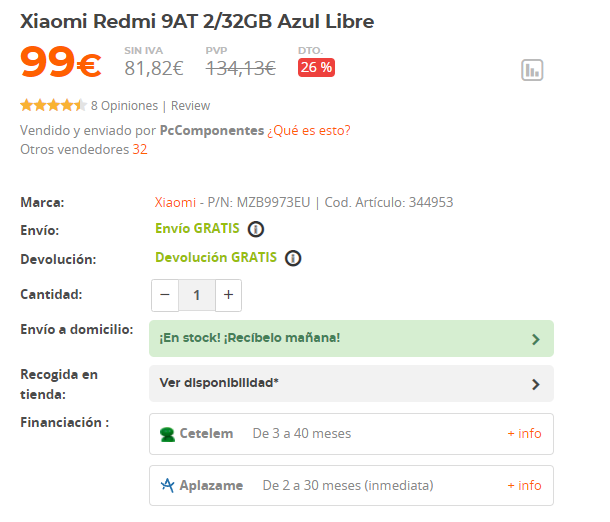 Xiaomi Redmi 9AT 2/32GB Azul Libre
99€ SIN IVA 81,82€ PVP 134,13€ DTO. 26 %
8 Opiniones | Review
Vendido y enviado por PcComponentes ¿Qué es esto?
Otros vendedores 32
Marca: Xiaomi - P/N: MZB9973EU | Cod. Artículo: 344953
Envío: Envío GRATIS
Devolución: Devolución GRATIS
Cantidad: − 1 +
Envío a domicilio: ¡En stock! ¡Recíbelo mañana!
Recogida en
tienda: Ver disponibilidad*
Financiación : Cetelem De 3 a 40 meses + info
Aplazame De 2 a 30 meses (inmediata) + info